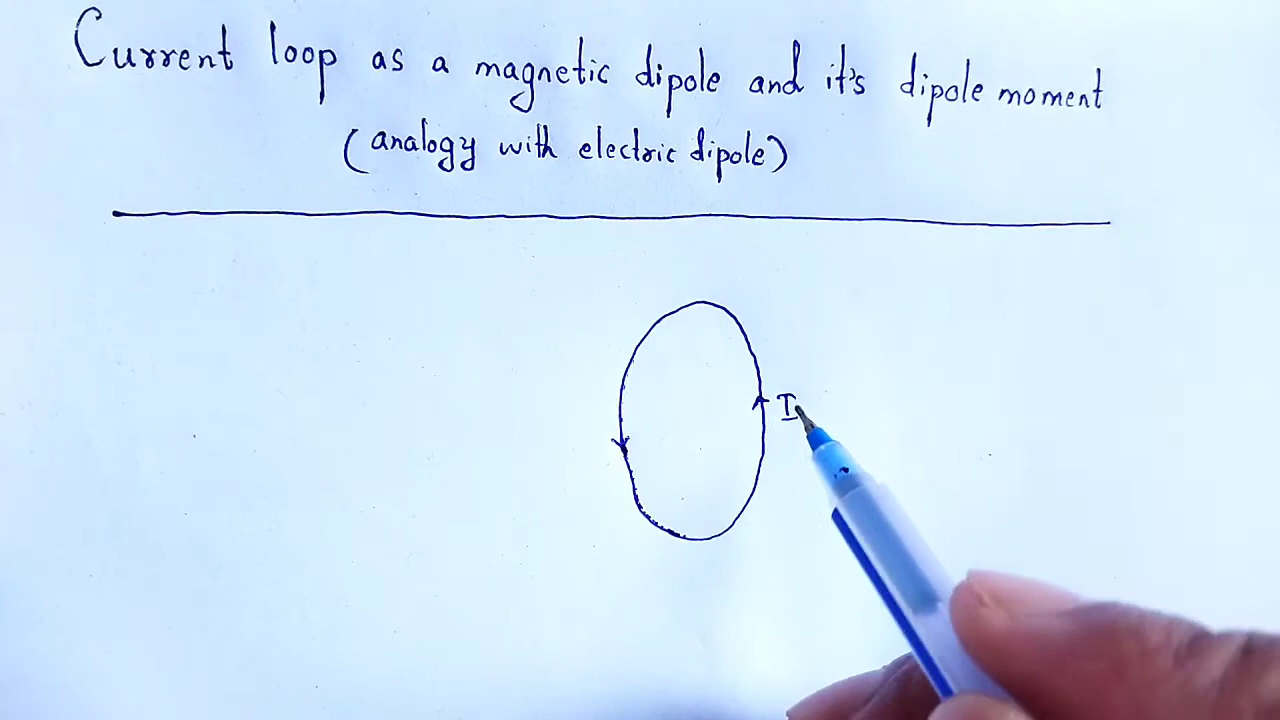 Current loop as a magnetic dipole and it's dipole moment
(analogy with electric dipole)
I